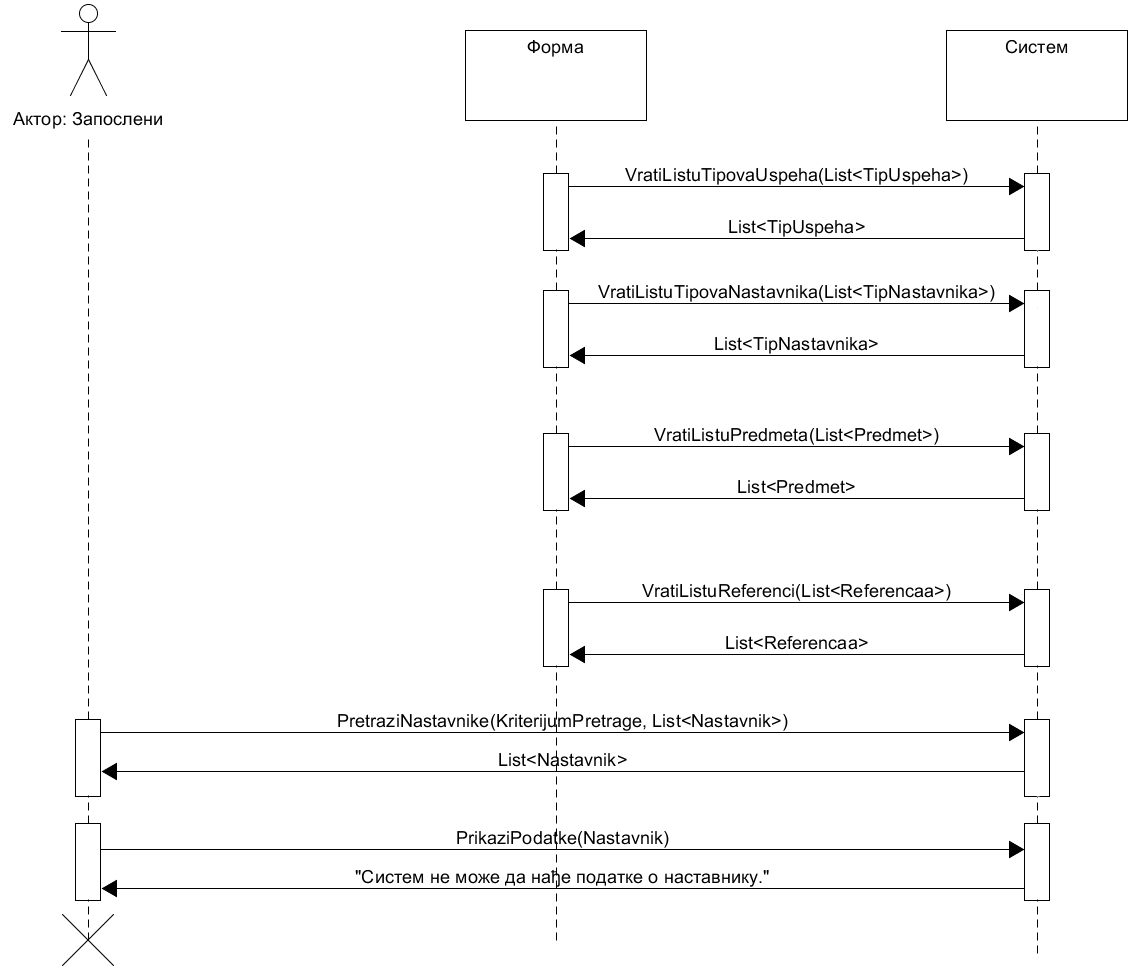 Форма
Систем
Актор: Запослени
VratiListuTipovaUspeha(List<TipUspeha>)
List<TipUspeha>
VratiListuTipovaNastavnika(List<TipNastavnika>)
List<TipNastavnika>
VratiListuPredmeta(List<Predmet>)
List<Predmet>
VratiListuReferenci(List<Referencaa>)
List<Referencaa>
PretraziNastavnike(KriterijumPretrage, List<Nastavnik>)
List<Nastavnik>
PrikaziPodatke(Nastavnik)
"Систем не може да нађе податке о наставнику."